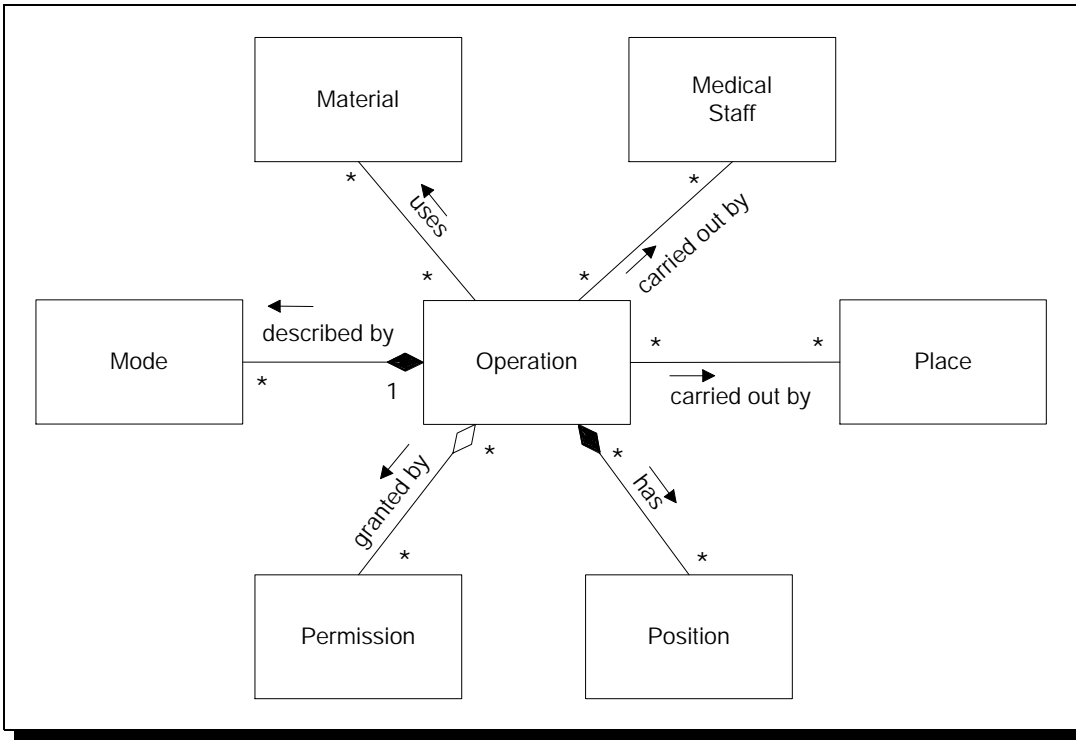 Material
Medical
Staff
*
*
uses
carried out by
*
*
described by
Mode
Operation
*
*
Place
*
1
carried out by
*
*
granted by
has
*
*
Permission
Position